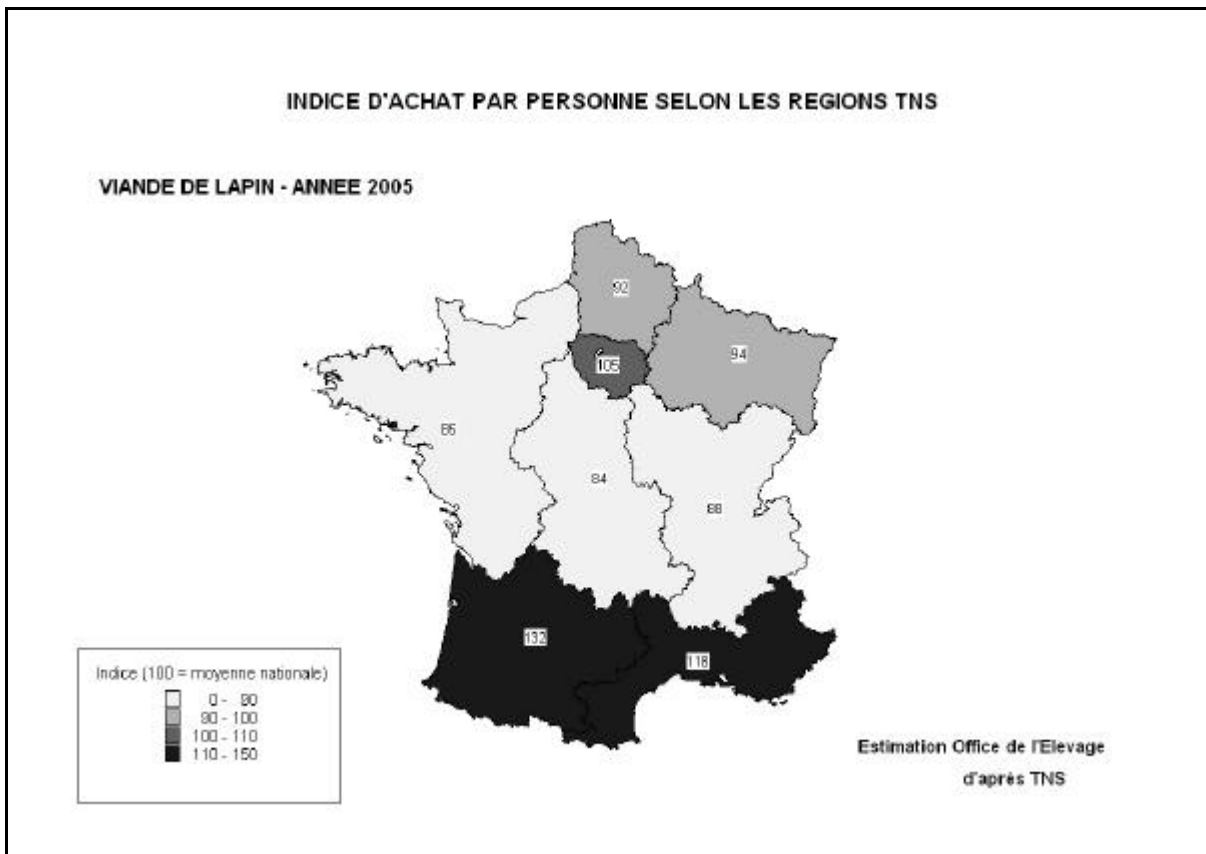 INDICE D'ACHAT PAR PERSONNE SELON LES REGIONS TNS
VIANDE DE LAPIN - ANNEE 2005
92
94
105
85
84
88
132
118
Indice (100 = moyenne nationale)
0 - 90
90 - 100
100 - 110
110 - 150
Estimation Office de l'Elevage
d'après TNS